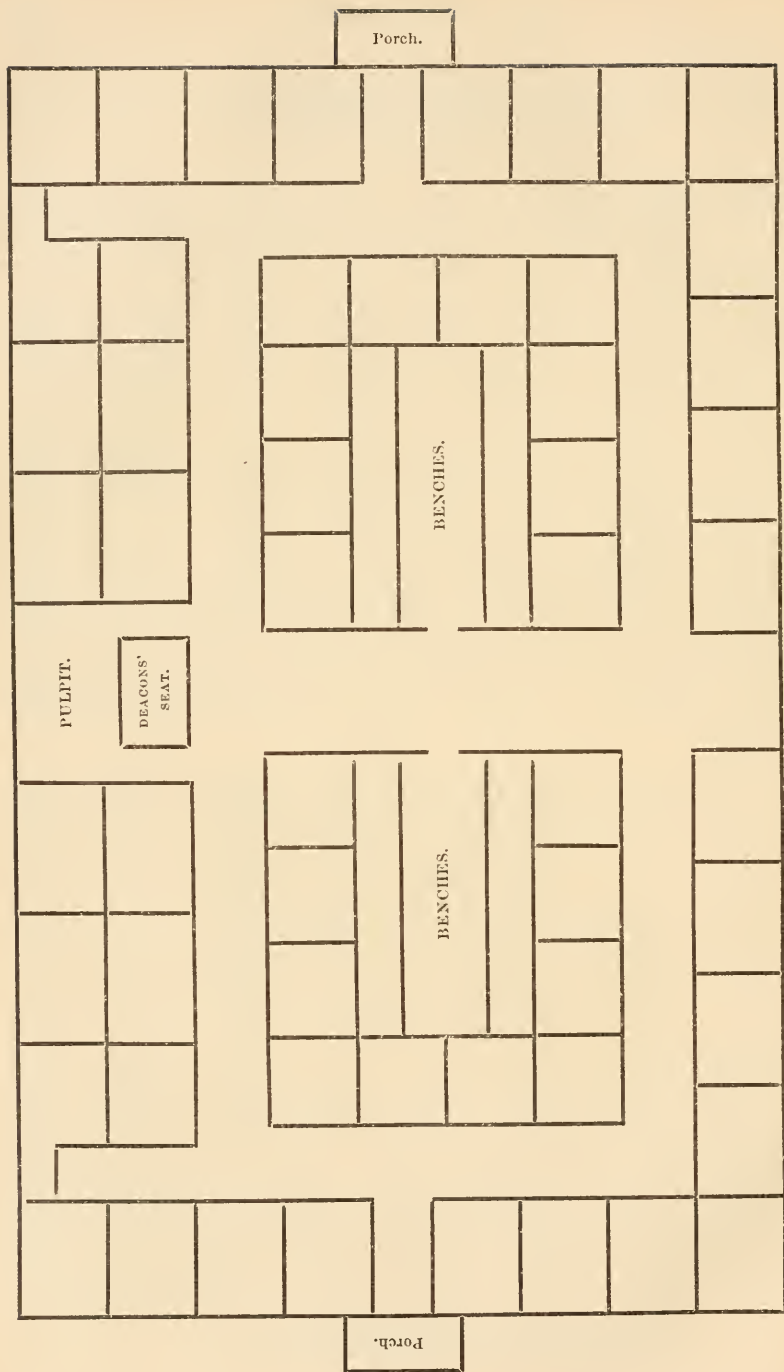 Porch.
BENCHES.
PULPIT.
DEACONS'
SEAT.
BENCHES.
Porch.